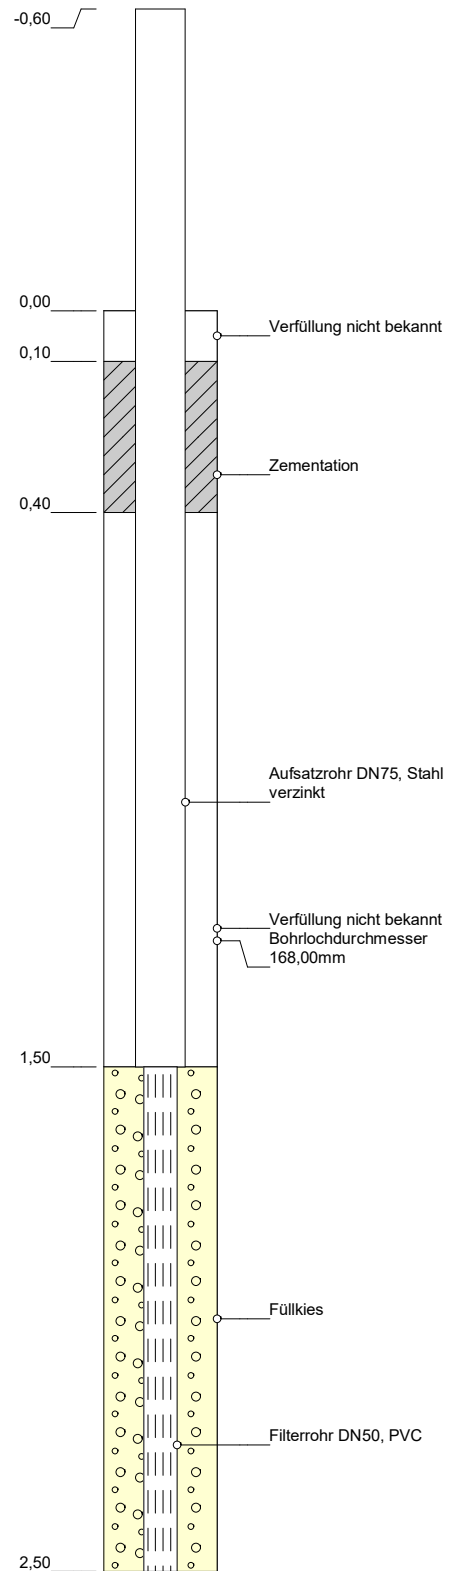 -0,60
0,00
Verfüllung nicht bekannt
0,10
Zementation
0,40
Aufsatzrohr DN75, Stahl
verzinkt
Verfüllung nicht bekannt
Bohrlochdurchmesser
168,00mm
1,50
Füllkies
Filterrohr DN50, PVC
2,50